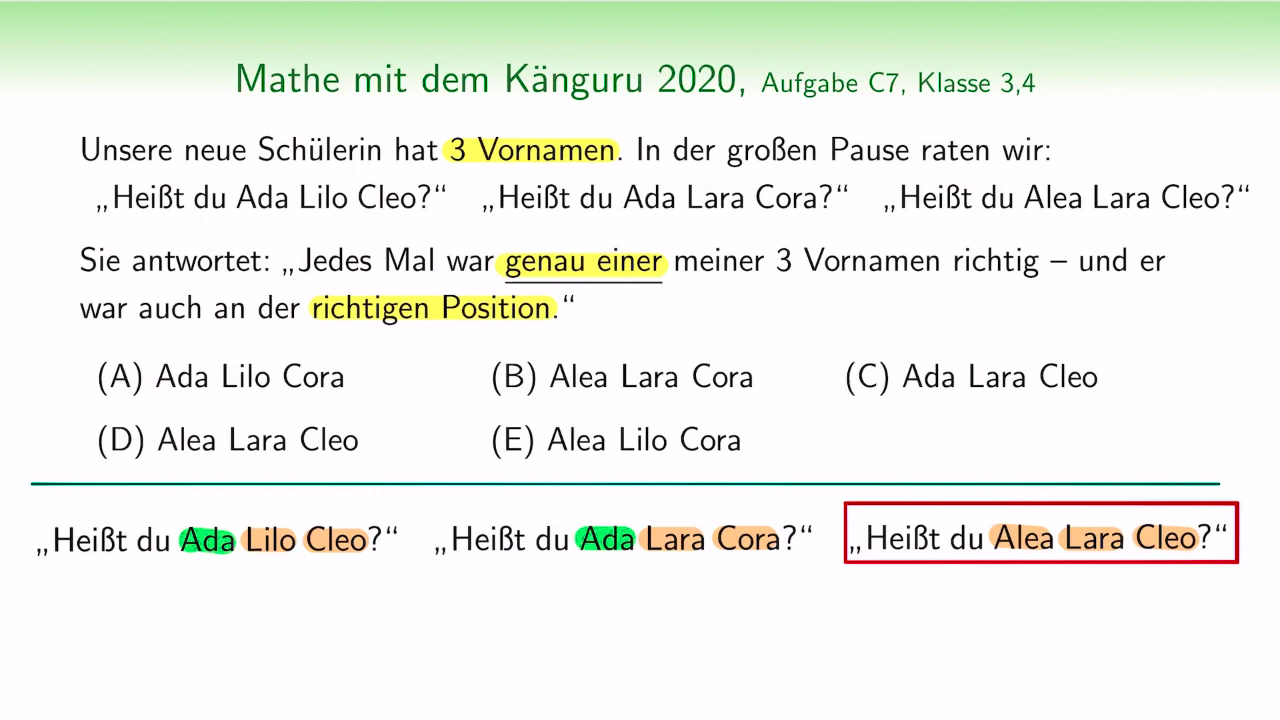 Mathe mit dem Känguru 2020, Aufgabe C7, Klasse 3,4
Unsere neue Schülerin hat 3 Vornamen. In der großen Pause raten wir:
„Heißt du Ada Lilo Cleo?“ „Heißt du Ada Lara Cora?“ „Heißt du Alea Lara Cleo?“
Sie antwortet: „Jedes Mal war genau einer meiner 3 Vornamen richtig – und er
war auch an der richtigen Position.“
(A) Ada Lilo Cora (B) Alea Lara Cora (C) Ada Lara Cleo
(D) Alea Lara Cleo (E) Alea Lilo Cora
„Heißt du Ada Lilo Cleo?“ „Heißt du Ada Lara Cora?“ „Heißt du Alea Lara Cleo?“